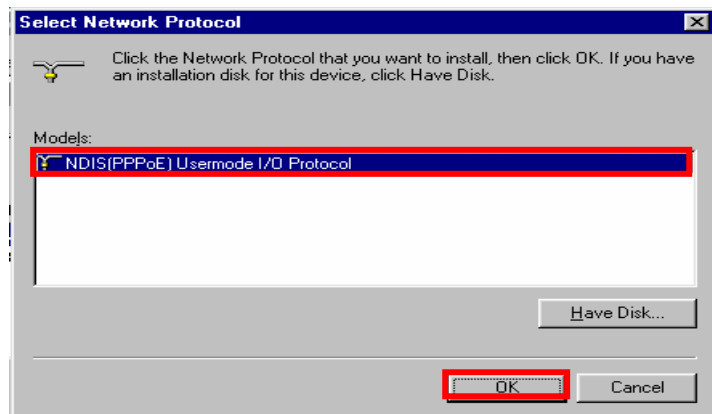 Select Network Protocol
Click the Network Protocol that you want to install, then click OK. If you have
an installation disk for this device, click Have Disk.
Models:
NDIS(PPPoE) Usermode I/O Protocol
Have Disk...
OK
Cancel